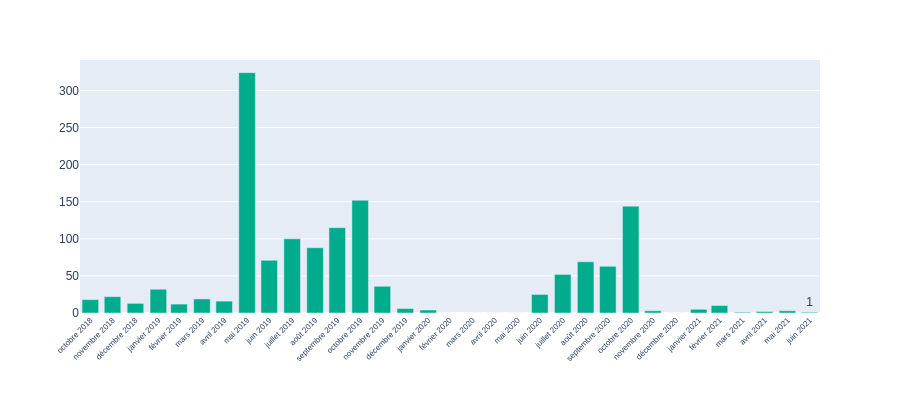 300
250
200
150
100
50
0
1
octobre 2018
novembre 2018
décembre 2018
janvier 2019
février 2019
mars 2019
avril 2019
mai 2019
juin 2019
juillet 2019
août 2019
septembre 2019
octobre 2019
novembre 2019
décembre 2019
janvier 2020
février 2020
mars 2020
avril 2020
mai 2020
juin 2020
juillet 2020
août 2020
septembre 2020
octobre 2020
novembre 2020
décembre 2020
janvier 2021
février 2021
mars 2021
avril 2021
mai 2021
juin 2021